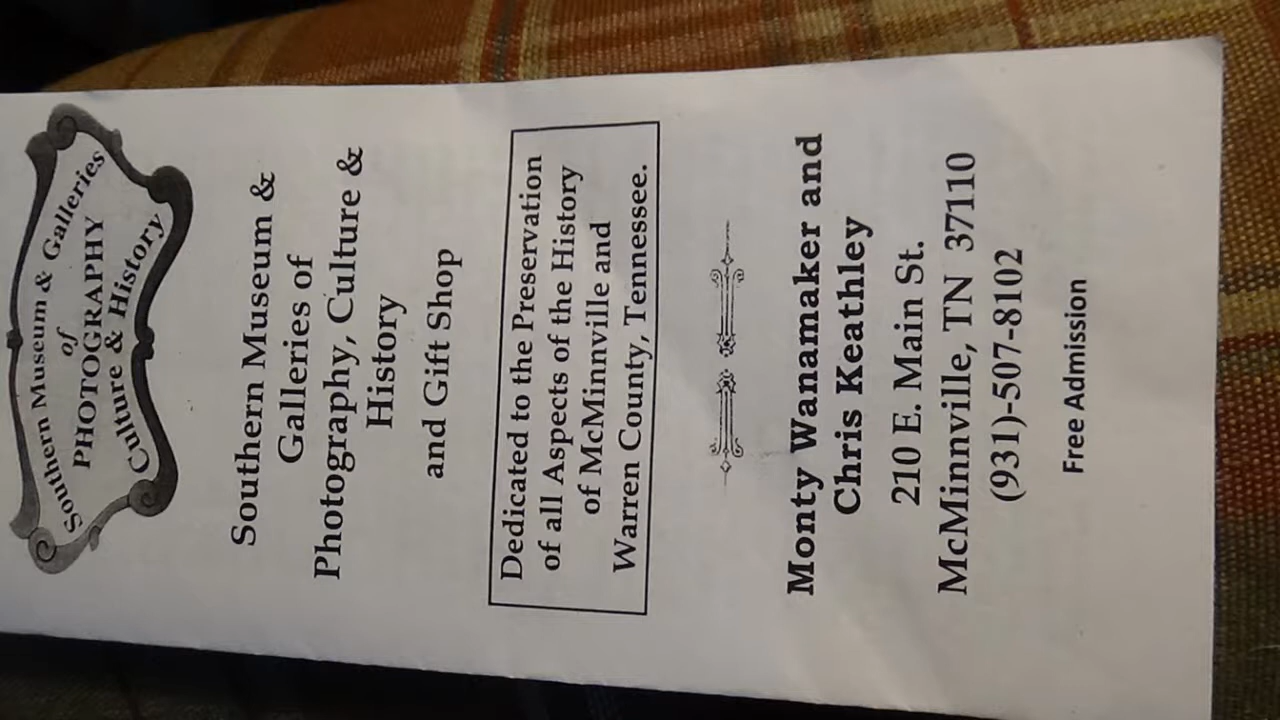 Southern Museum & Galleries
of
PHOTOGRAPHY
Culture & History
Southern Museum &
Galleries of
Photography, Culture &
History
and Gift Shop
Dedicated to the Preservation
of all Aspects of the History
of McMinnville and
Warren County, Tennessee.
Monty Wanamaker and
Chris Keathley
210 E. Main St.
McMinnville, TN 37110
(931)-507-8102
Free Admission